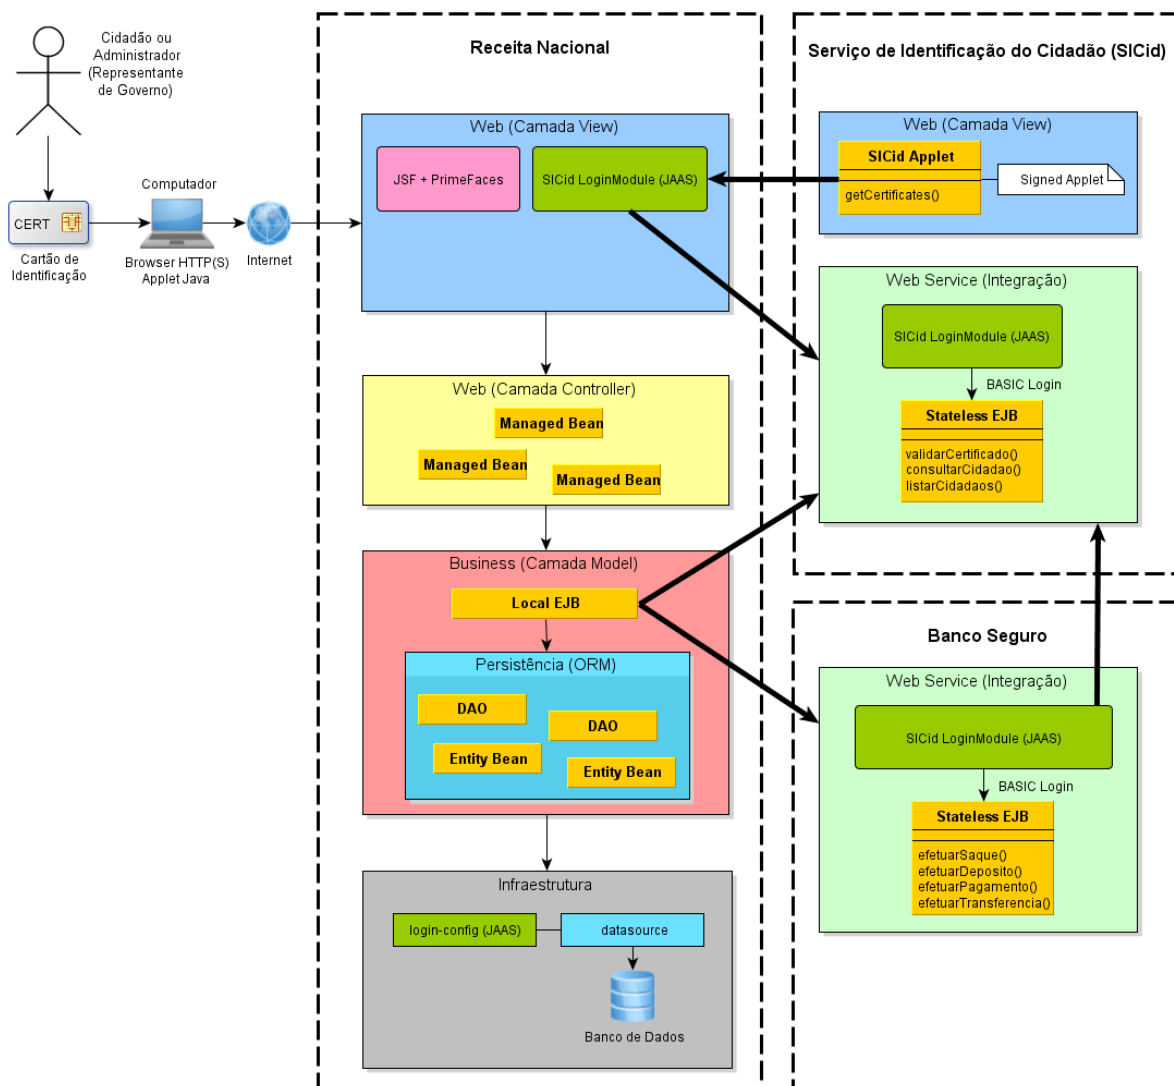 Cidadão ou
Administrador
(Representante
de Governo)
CERT
Cartão de
Identificação
Computador
Browser HTTP(S)
Applet Java
Internet
Receita Nacional
Web (Camada View)
JSF + PrimeFaces
SICid LoginModule (JAAS)
Web (Camada Controller)
Managed Bean
Managed Bean
Managed Bean
Business (Camada Model)
Local EJB
Persistência (ORM)
DAO
DAO
Entity Bean
Entity Bean
Infraestrutura
login-config (JAAS)
datasource
Banco de Dados
Serviço de Identificação do Cidadão (SICid)
Web (Camada View)
SICid Applet
getCertificates()
Signed Applet
Web Service (Integração)
SICid LoginModule (JAAS)
BASIC Login
Stateless EJB
validarCertificado()
consultarCidadao()
listarCidadaos()
Banco Seguro
Web Service (Integração)
SICid LoginModule (JAAS)
BASIC Login
Stateless EJB
efetuarSaque()
efetuarDeposito()
efetuarPagamento()
efetuarTransferencia()